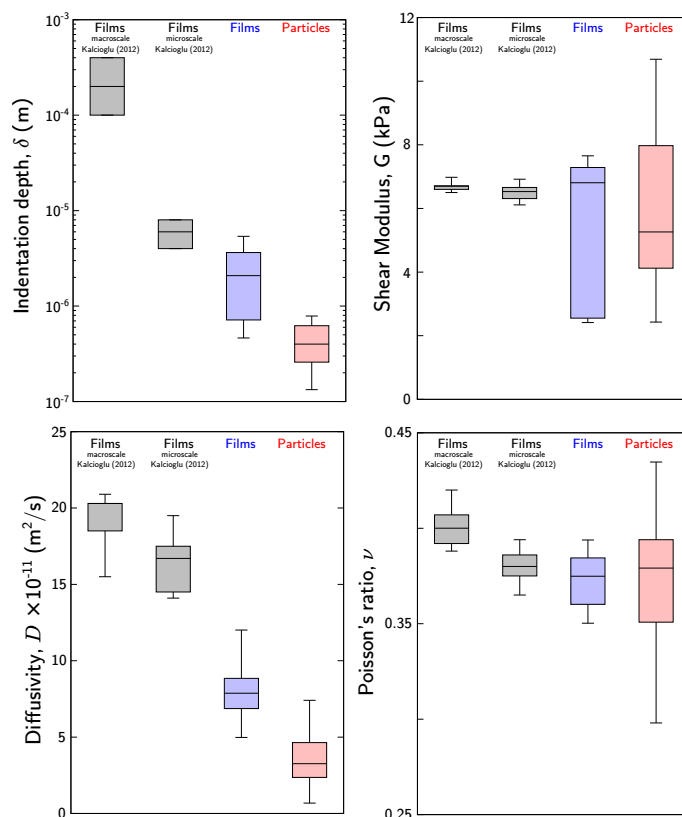 Films
macroscale
Kalcioglu (2012)
Films
microscale
Kalcioglu (2012)
Films
Particles
Indentation depth, δ (m)
10-3
10-4
10-5
10-6
10-7
Films
macroscale
Kalcioglu (2012)
Films
microscale
Kalcioglu (2012)
Films
Particles
Shear Modulus, G (kPa)
12
8
4
0
Films
macroscale
Kalcioglu (2012)
Films
microscale
Kalcioglu (2012)
Films
Particles
Diffusivity, D ×10-11 (m2/s)
25
20
15
10
5
0
Films
macroscale
Kalcioglu (2012)
Films
microscale
Kalcioglu (2012)
Films
Particles
Poisson's ratio, ν
0.45
0.35
0.25